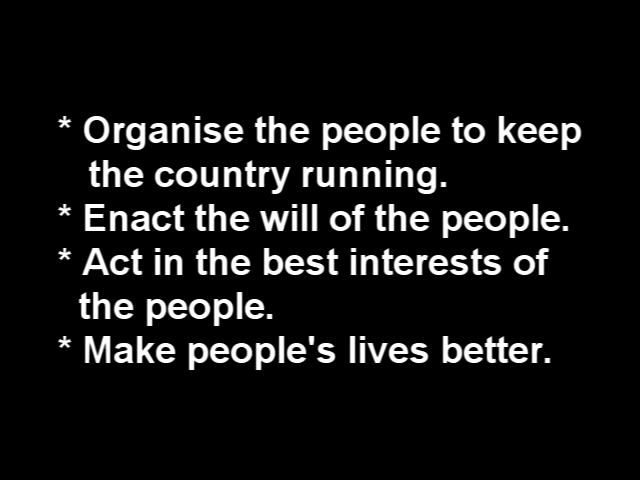 * Organise the people to keep
the country running.
* Enact the will of the people.
* Act in the best interests of
the people.
* Make people's lives better.